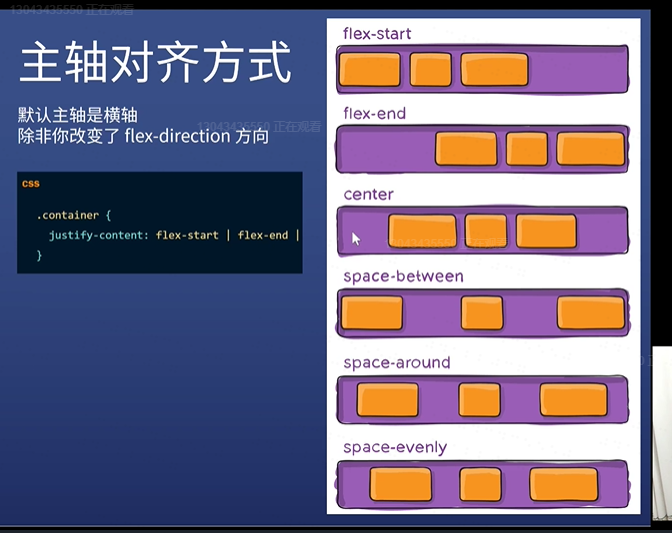 13043435550 正在观看
主轴对齐方式
默认主轴是横轴
13043435550 正在观看
除非你改变了 flex-direction 方向
css
.container {
justify-content: flex-start | flex-end |
}
flex-start
flex-end
center
13043435550 正在观看
space-between
space-around
space-evenly